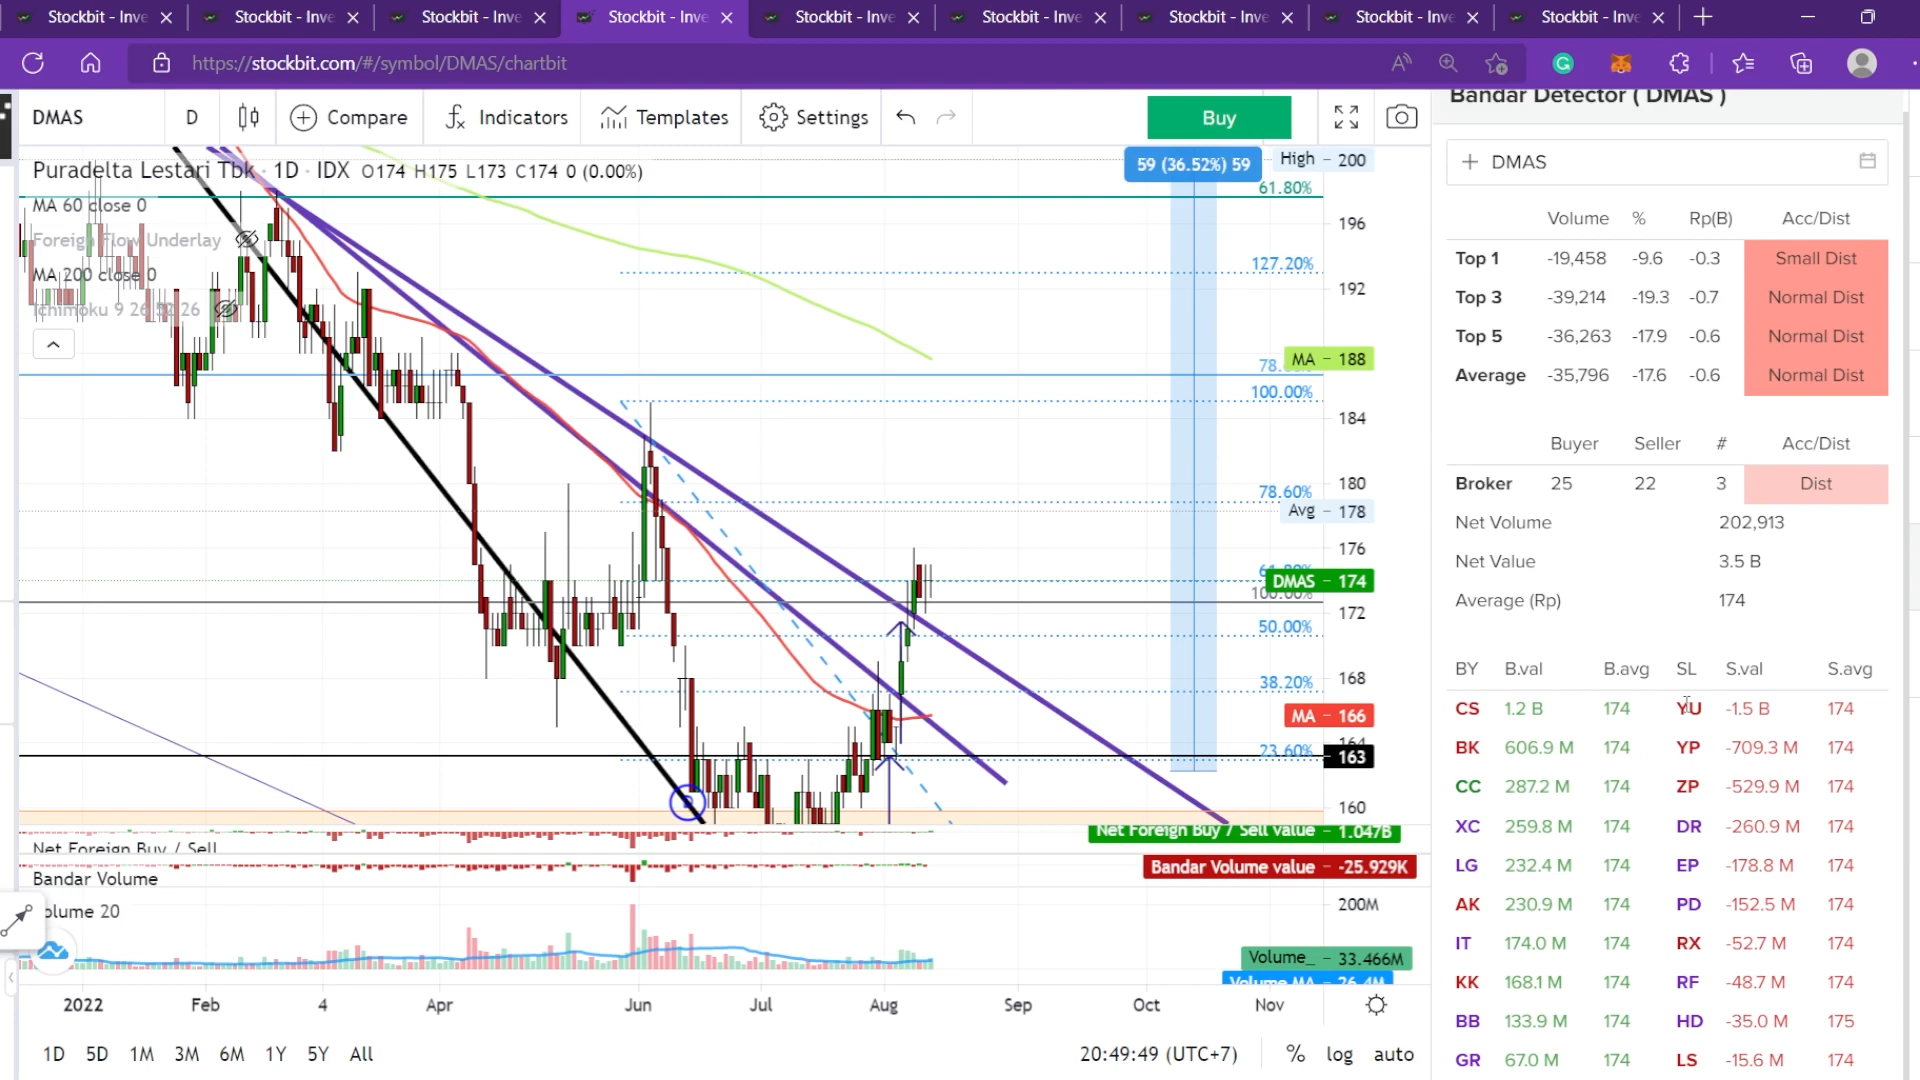 Stockbit - Inve Stockbit - Inve Stockbit - Inve Stockbit - Inve Stockbit - Inve Stockbit - Inve Stockbit - Inve Stockbit - Inve Stockbit - Inve
https://stockbit.com/#/symbol/DMAS/chartbit
DMAS D Compare Indicators Templates Settings Buy
Puradelta Lestari Tbk · 1D · IDX O174 H175 L173 C174 0 (0.00%)
MA 60 close 0
Foreign Flow Underlay
MA 200 close 0
Ichimoku 9 26 52 26
59 (36.52%) 59
High - 200
61.80%
196
127.20%
192
MA - 188
100.00%
184
180
78.60%
Avg - 178
176
DMAS - 174
100.00%
172
50.00%
168
38.20%
MA - 166
164
23.60%
163
160
Net Foreign Buy / Sell value - 1.047B
Net Foreign Buy / Sell
Bandar Volume value - -25.929K
Bandar Volume
olume 20
200M
Volume_ - 33.466M
Volume MA - 26.4M
2022 Feb 4 Apr Jun Jul Aug Sep Oct Nov
1D 5D 1M 3M 6M 1Y 5Y All
20:49:49 (UTC+7) % log auto
Bandar Detector ( DMAS )
DMAS
Volume % Rp(B) Acc/Dist
Top 1 -19,458 -9.6 -0.3 Small Dist
Top 3 -39,214 -19.3 -0.7 Normal Dist
Top 5 -36,263 -17.9 -0.6 Normal Dist
Average -35,796 -17.6 -0.6 Normal Dist
Buyer Seller # Acc/Dist
Broker 25 22 3 Dist
Net Volume 202,913
Net Value 3.5 B
Average (Rp) 174
BY B.val B.avg SL S.val S.avg
CS 1.2 B 174 YU -1.5 B 174
BK 606.9 M 174 YP -709.3 M 174
CC 287.2 M 174 ZP -529.9 M 174
XC 259.8 M 174 DR -260.9 M 174
LG 232.4 M 174 EP -178.8 M 174
AK 230.9 M 174 PD -152.5 M 174
IT 174.0 M 174 RX -52.7 M 174
KK 168.1 M 174 RF -48.7 M 174
BB 133.9 M 174 HD -35.0 M 175
GR 67.0 M 174 LS -15.6 M 174